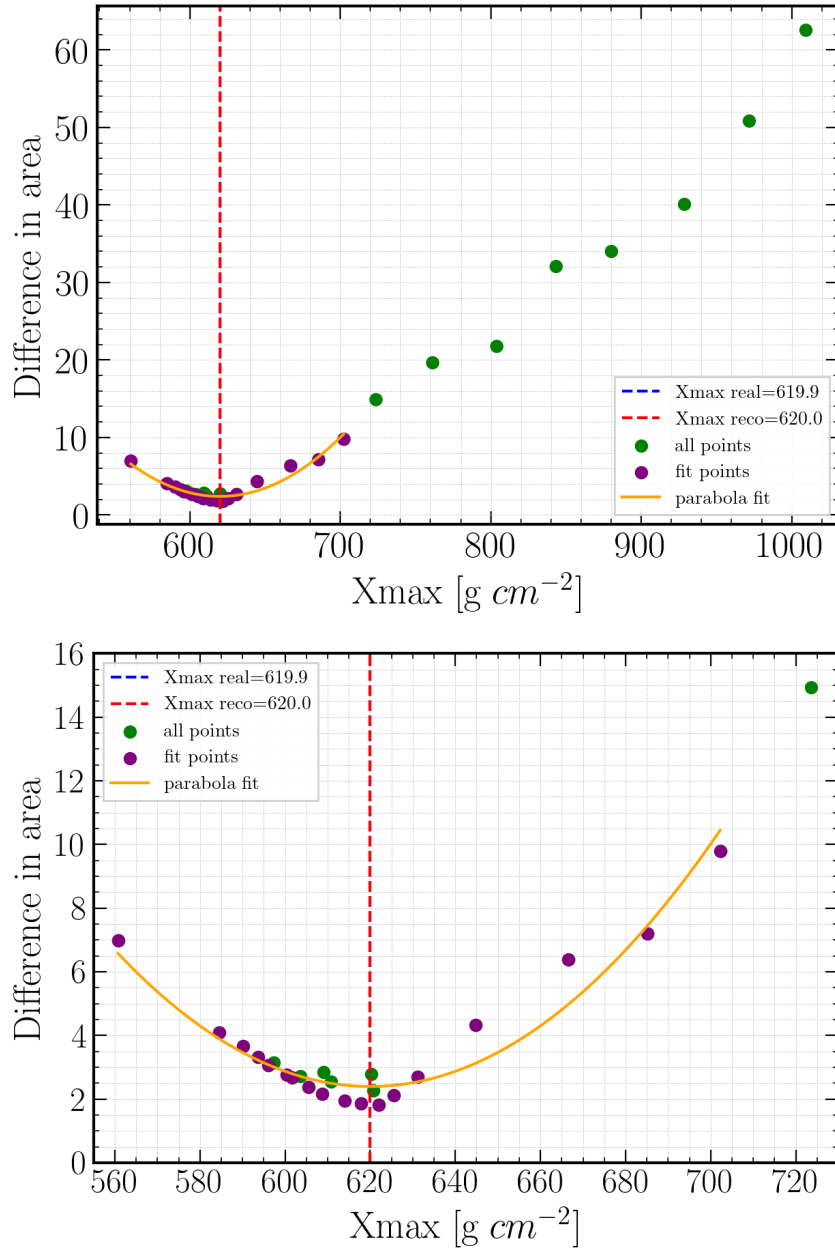 60
50
40
30
20
10
0
Difference in area
Xmax real=619.9
Xmax reco=620.0
all points
fit points
parabola fit
600 700 800 900 1000
Xmax [g cm⁻²]
16
14
12
10
8
6
4
2
0
Difference in area
Xmax real=619.9
Xmax reco=620.0
all points
fit points
parabola fit
560 580 600 620 640 660 680 700 720
Xmax [g cm⁻²]